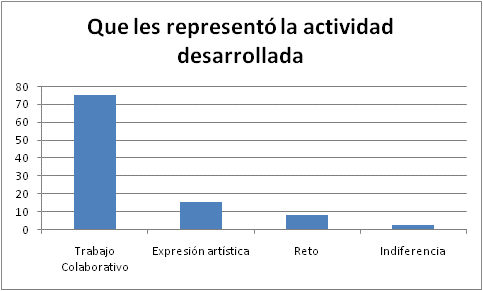 Que les representó la actividad
desarrollada
80
70
60
50
40
30
20
10
0
Trabajo
Colaborativo
Expresión artística
Reto
Indiferencia